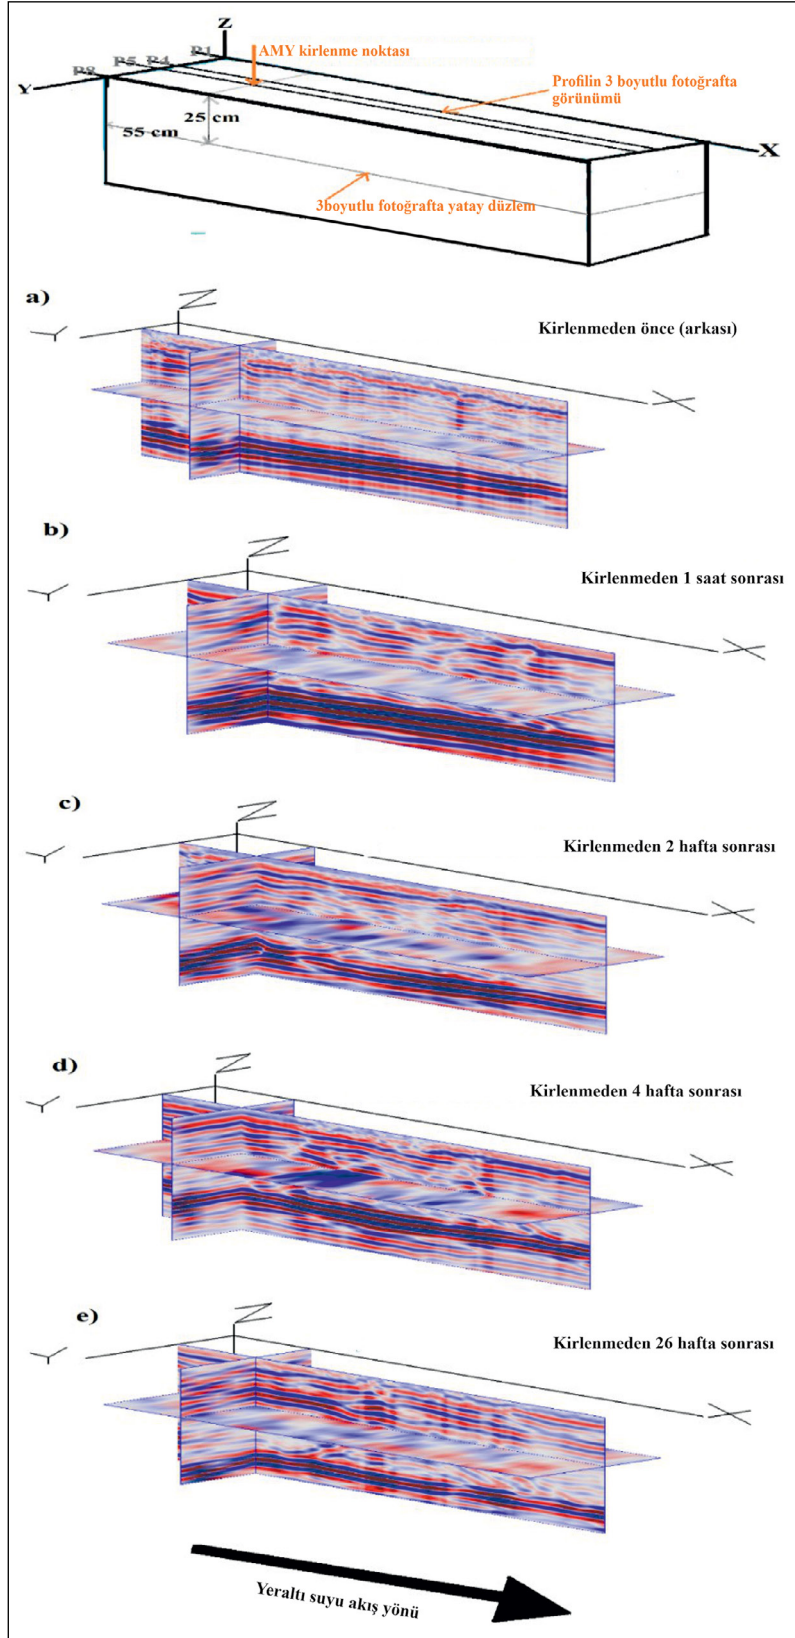 Z
P1
P4
P5
P8
Y
AMY kirlenme noktası
Profilin 3 boyutlu fotoğrafta
görünümü
25 cm
55 cm
X
3boyutlu fotoğrafta yatay düzlem
a)
Z
Y
Kirlenmeden önce (arkası)
X
b)
Z
Y
Kirlenmeden 1 saat sonrası
X
c)
Z
Y
Kirlenmeden 2 hafta sonrası
X
d)
Z
Y
Kirlenmeden 4 hafta sonrası
X
e)
Z
Y
Kirlenmeden 26 hafta sonrası
X
Yeraltı suyu akış yönü